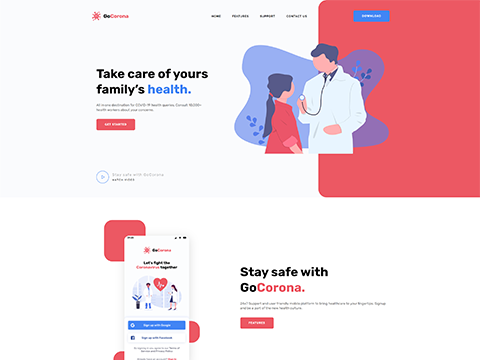 GoCorona
HOME FEATURES SUPPORT CONTACT US
DOWNLOAD
Take care of yours
family's health.
All in one destination for COVID-19 health queries. Consult 10,000+
health workers about your concerns.
GET STARTED
Stay safe with GoCorona
WATCH VIDEO
GoCorona
Let's fight the
Coronavirus together
Sign up with Google
Sign up with Facebook
Stay safe with
GoCorona.
24x7 Support and user friendly mobile platform to bring healthcare to your fingertips. Signup
and be a part of the new health culture.
FEATURES